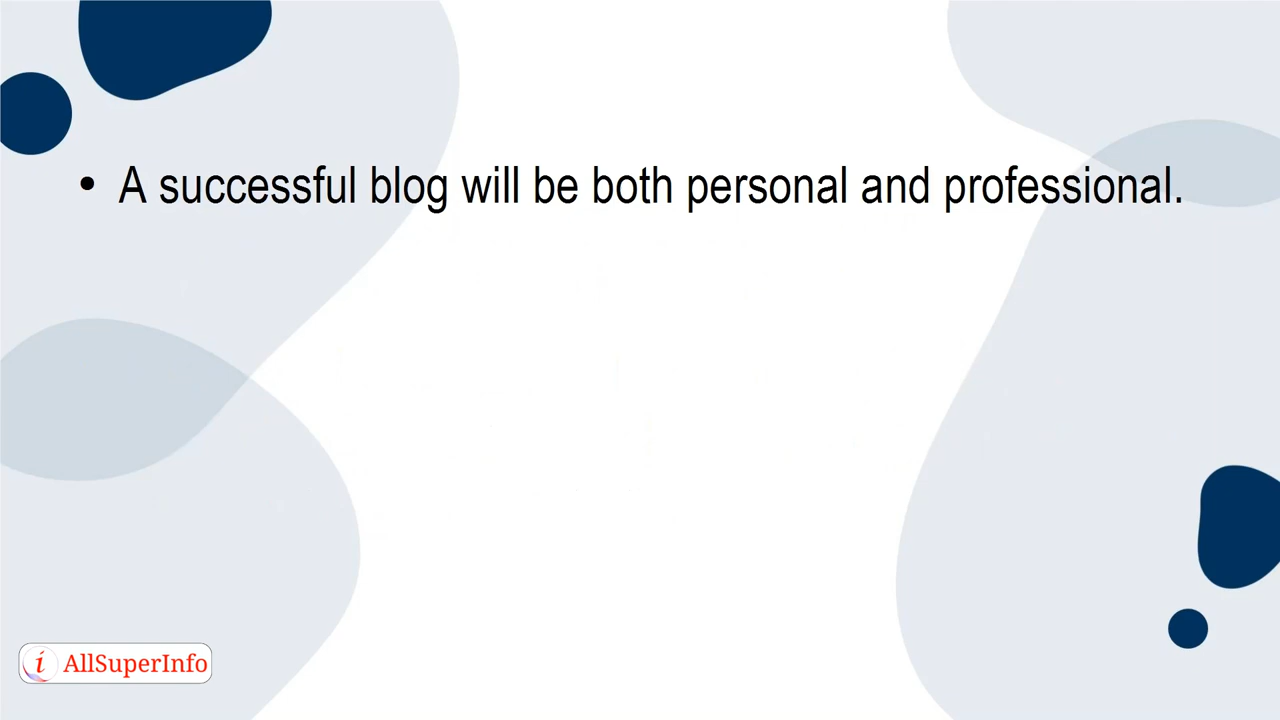 • A successful blog will be both personal and professional.
i AllSuperInfo